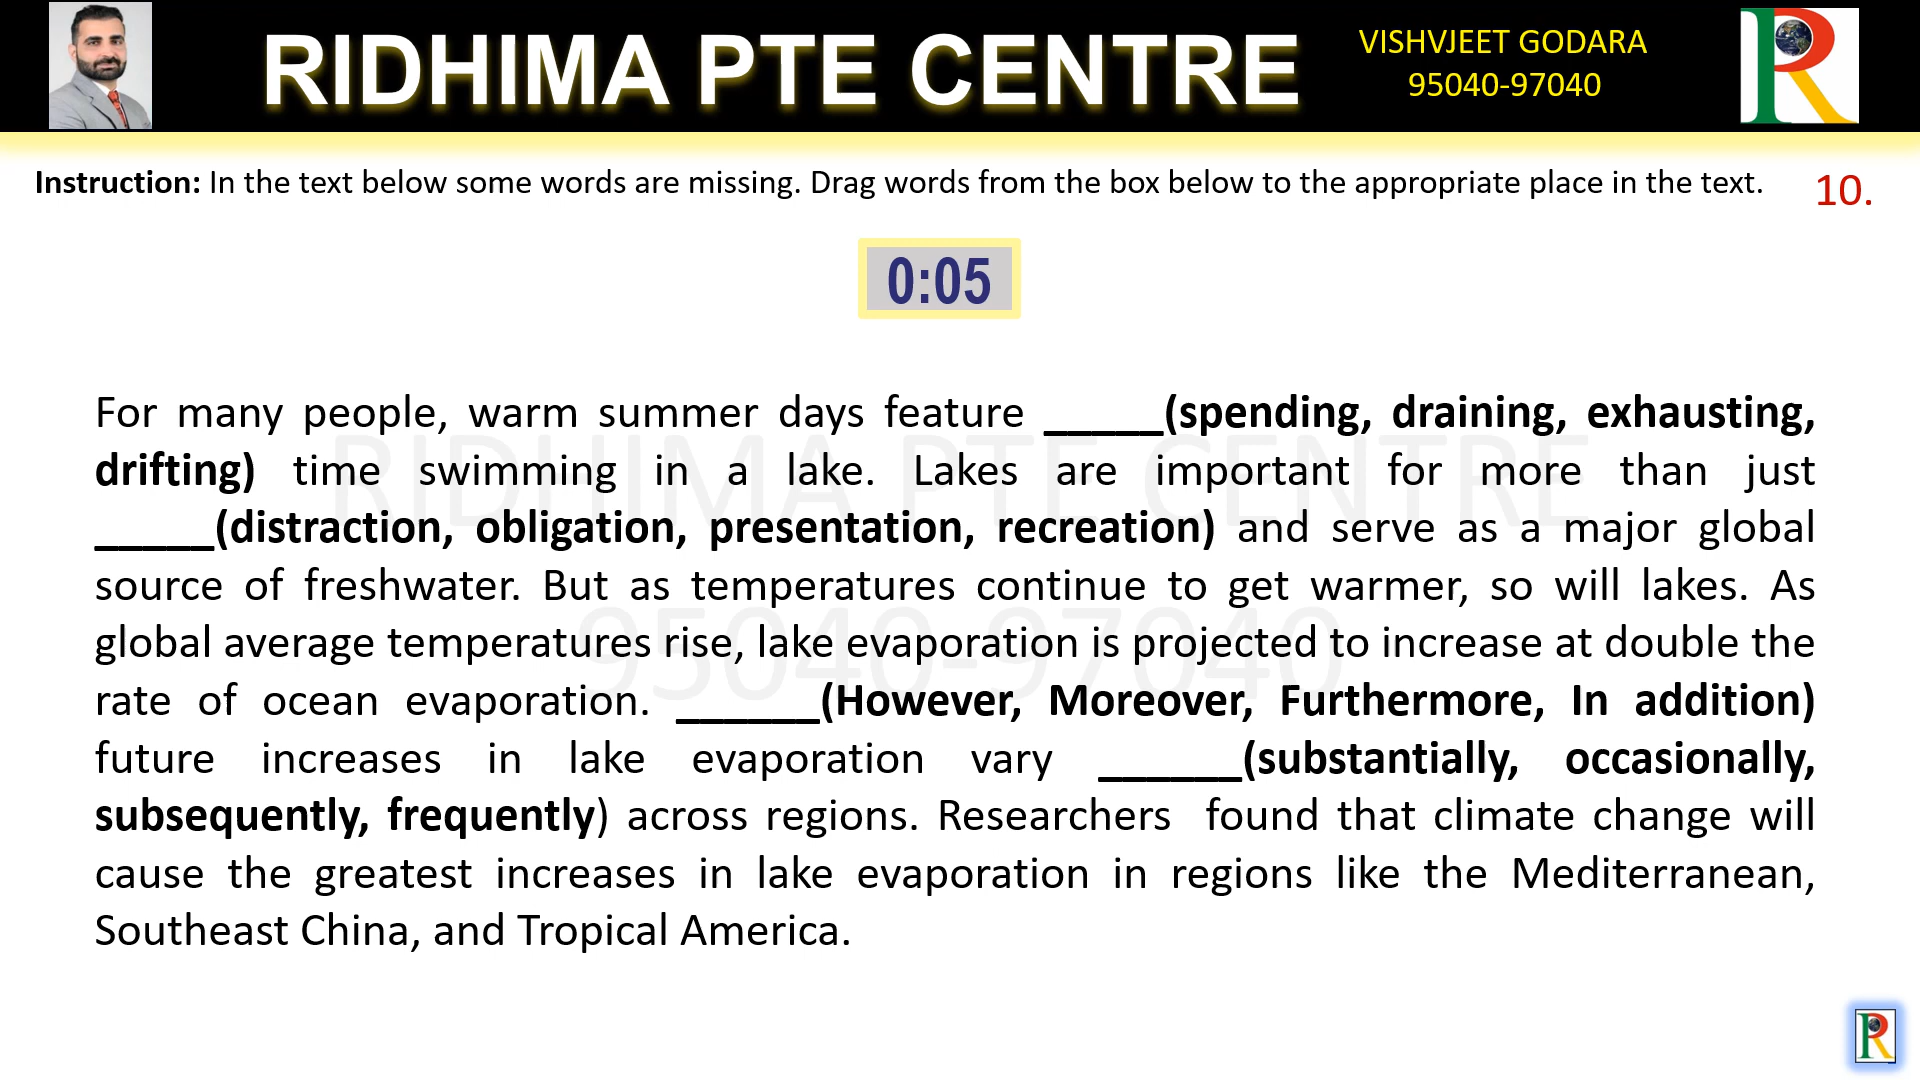 RIDHIMA PTE CENTRE
VISHVJEET GODARA
95040-97040
Instruction: In the text below some words are missing. Drag words from the box below to the appropriate place in the text.
10.
0:05
For many people, warm summer days feature _____(spending, draining, exhausting,
drifting) time swimming in a lake. Lakes are important for more than just
_____(distraction, obligation, presentation, recreation) and serve as a major global
source of freshwater. But as temperatures continue to get warmer, so will lakes. As
global average temperatures rise, lake evaporation is projected to increase at double the
rate of ocean evaporation. ______(However, Moreover, Furthermore, In addition)
future increases in lake evaporation vary ______(substantially, occasionally,
subsequently, frequently) across regions. Researchers found that climate change will
cause the greatest increases in lake evaporation in regions like the Mediterranean,
Southeast China, and Tropical America.
RIDHIMA PTE CENTRE
95040-97040